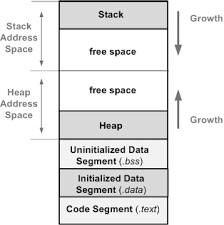 Stack
Address
Space
Heap
Address
Space
Stack
free space
free space
Heap
Uninitialized Data
Segment (.bss)
Initialized Data
Segment (.data)
Code Segment (.text)
Growth
Growth